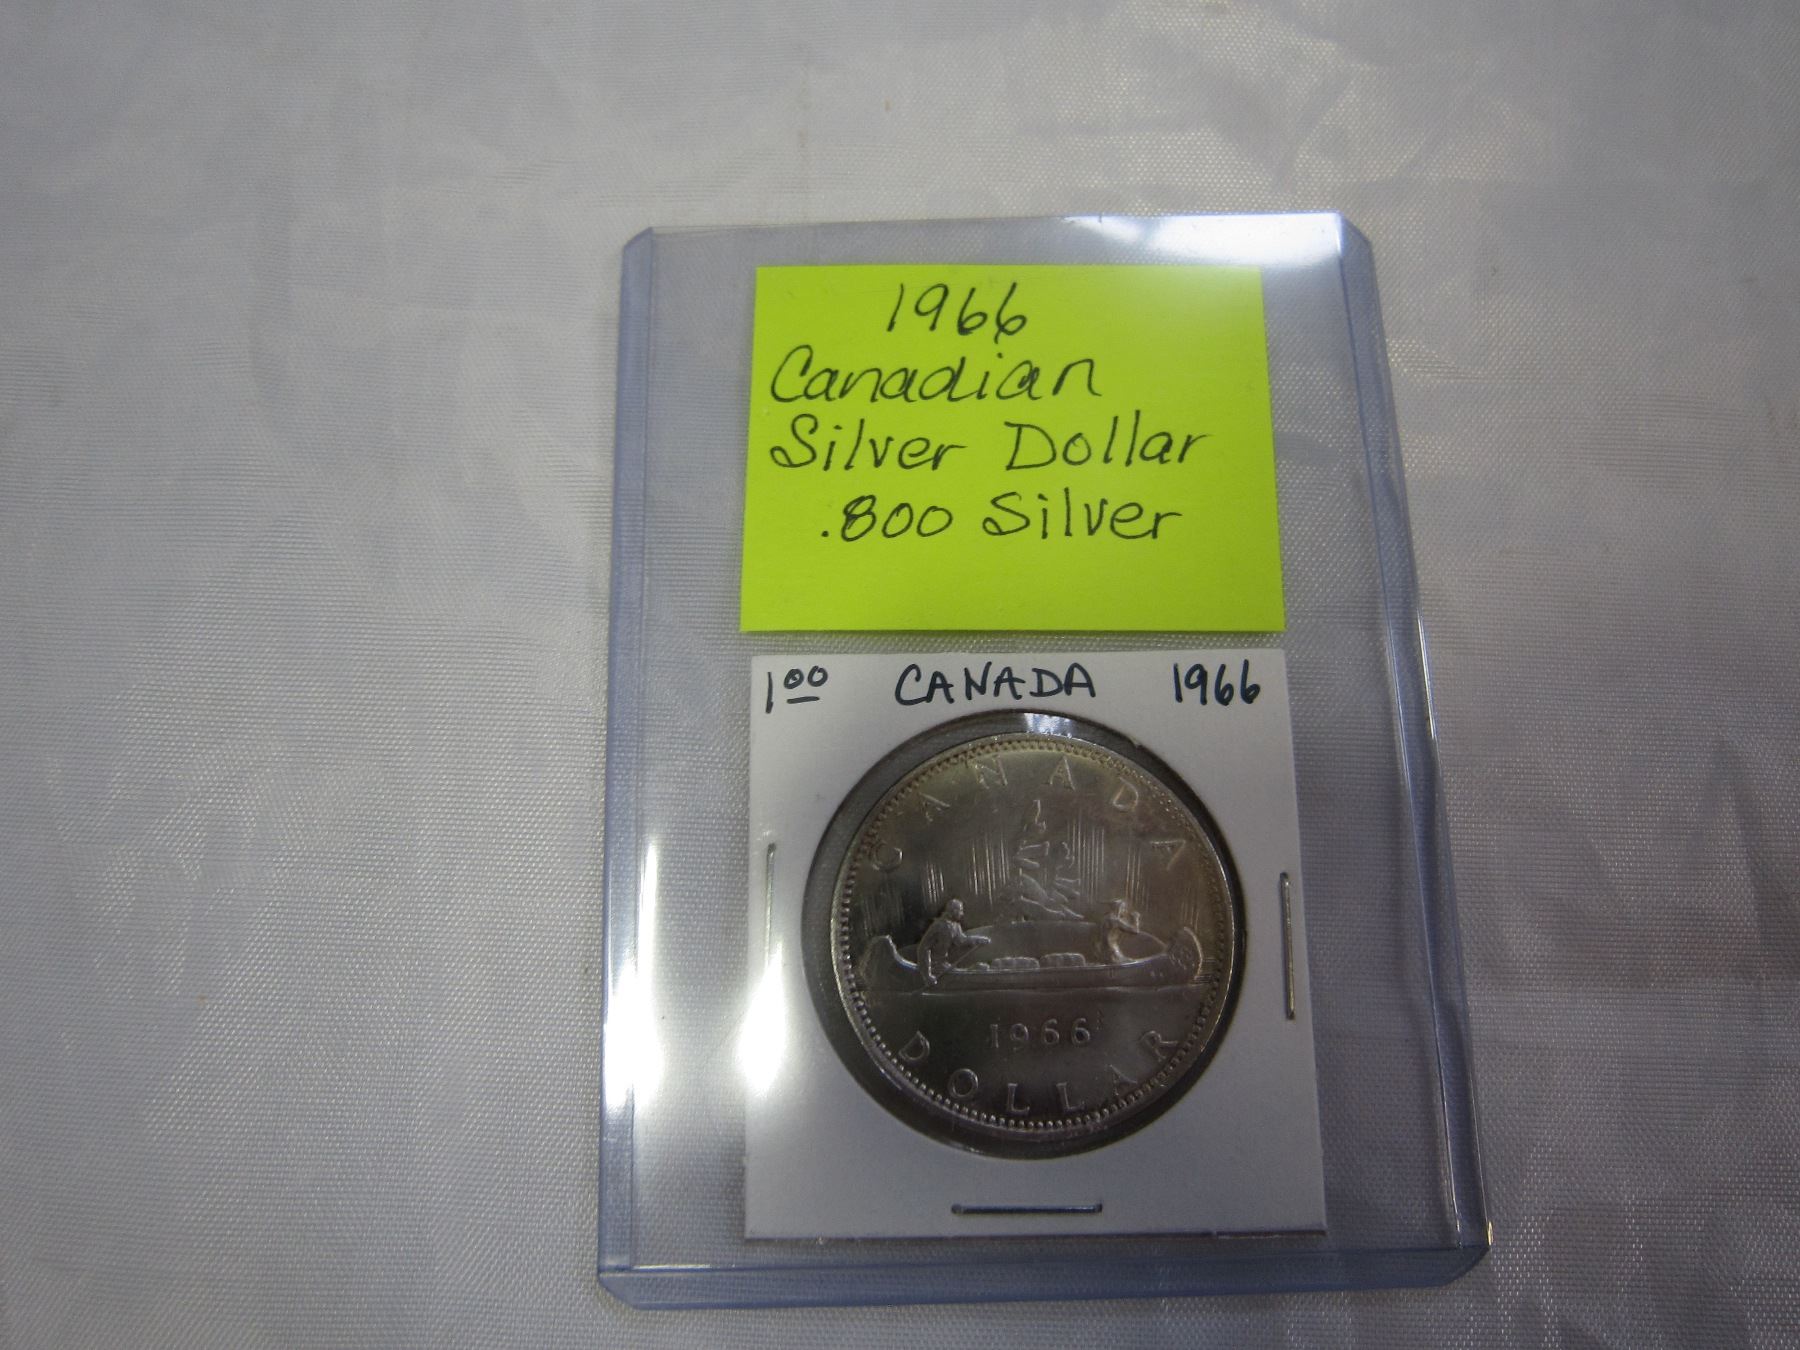 1966
Canadian
Silver Dollar
.800 Silver
1.00 CANADA 1966
CANADA
1966
DOLLAR